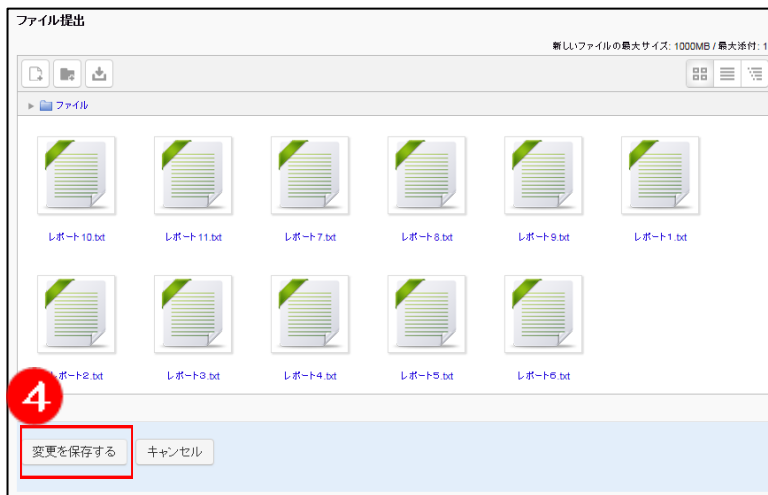 ファイル提出
新しいファイルの最大サイズ: 1000MB / 最大添付: 1
ファイル
レポート10.txt レポート11.txt レポート7.txt レポート8.txt レポート9.txt レポート1.txt
レポート2.txt レポート3.txt レポート4.txt レポート5.txt レポート6.txt
4
変更を保存する キャンセル